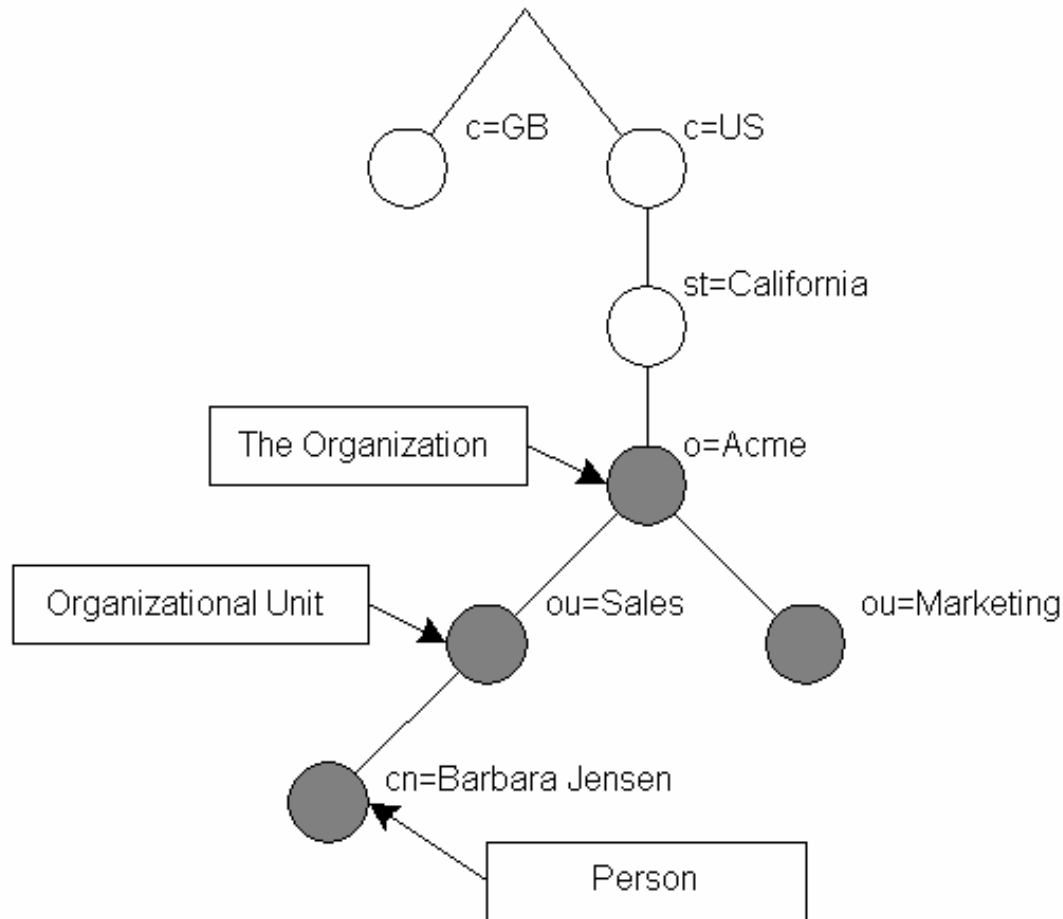 c=GB
c=US
st=California
The Organization
o=Acme
Organizational Unit
ou=Sales
ou=Marketing
cn=Barbara Jensen
Person